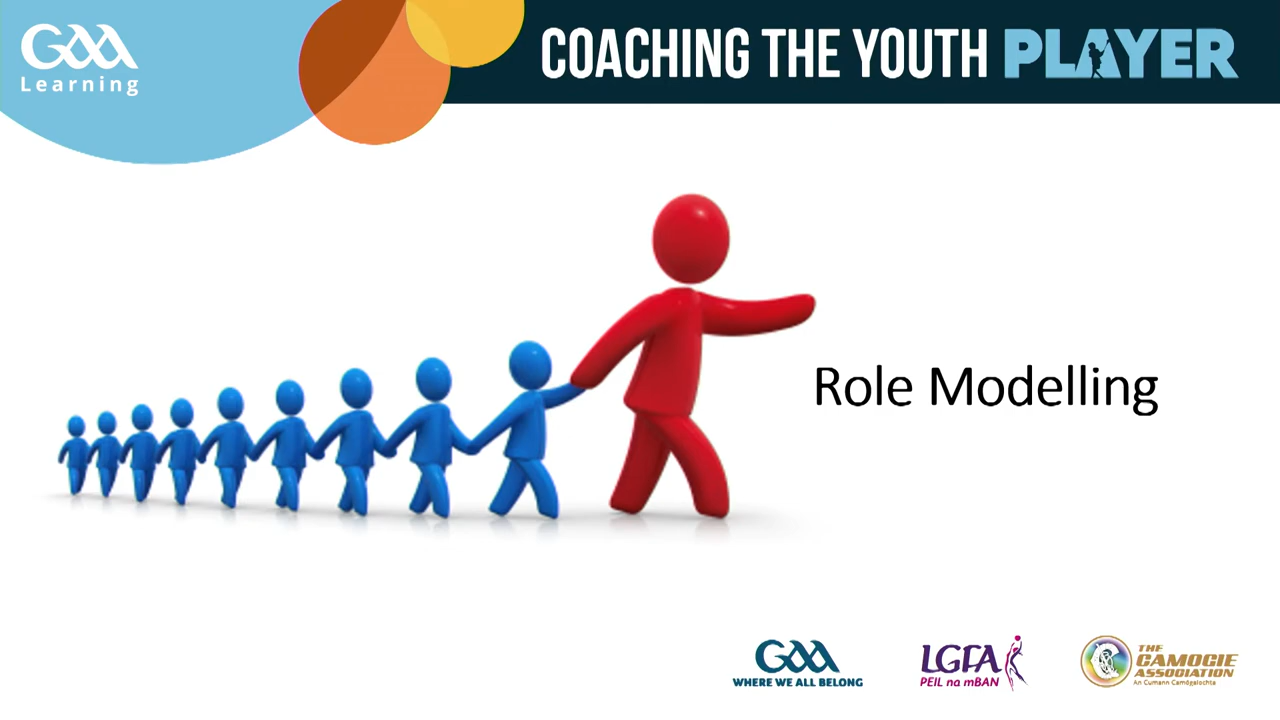 GAA
Learning
COACHING THE YOUTH PLAYER
Role Modelling
GAA
WHERE WE ALL BELONG
LGFA
PEIL na mBAN
THE
CAMOGIE
ASSOCIATION
An Cumann Camógaíochta